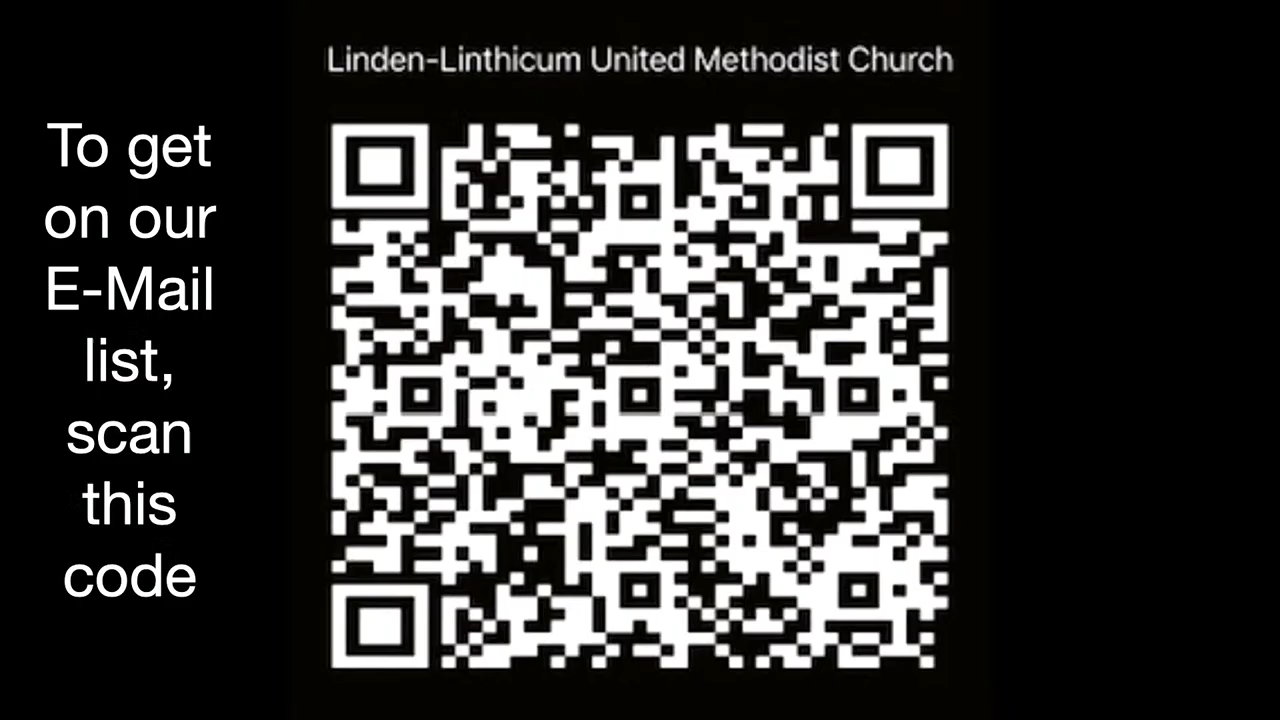 Linden-Linthicum United Methodist Church
To get
on our
E-Mail
list,
scan
this
code